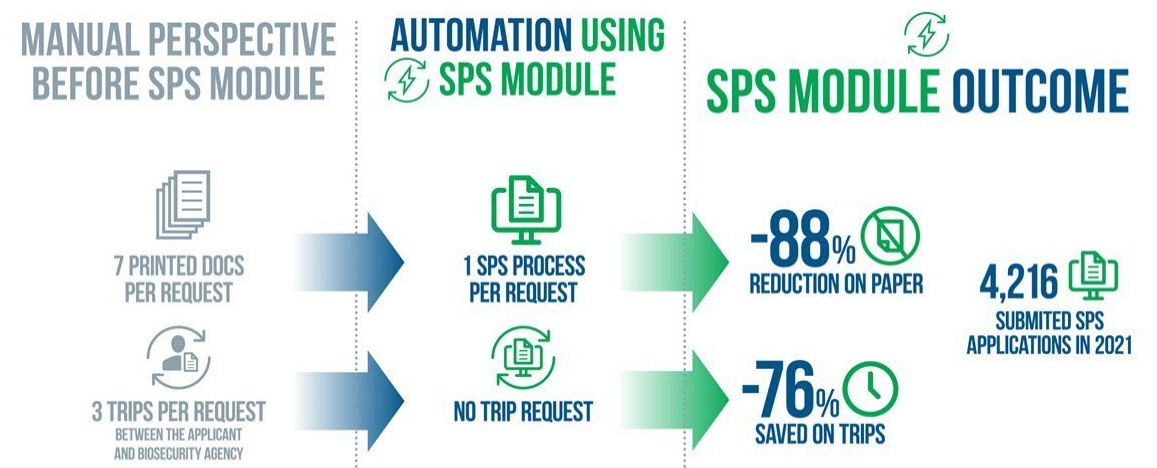 MANUAL PERSPECTIVE
BEFORE SPS MODULE
7 PRINTED DOCS
PER REQUEST
3 TRIPS PER REQUEST
BETWEEN THE APPLICANT
AND BIOSECURITY AGENCY
AUTOMATION USING
SPS MODULE
1 SPS PROCESS
PER REQUEST
NO TRIP REQUEST
SPS MODULE OUTCOME
-88%
REDUCTION ON PAPER
-76%
SAVED ON TRIPS
4,216
SUBMITED SPS
APPLICATIONS IN 2021